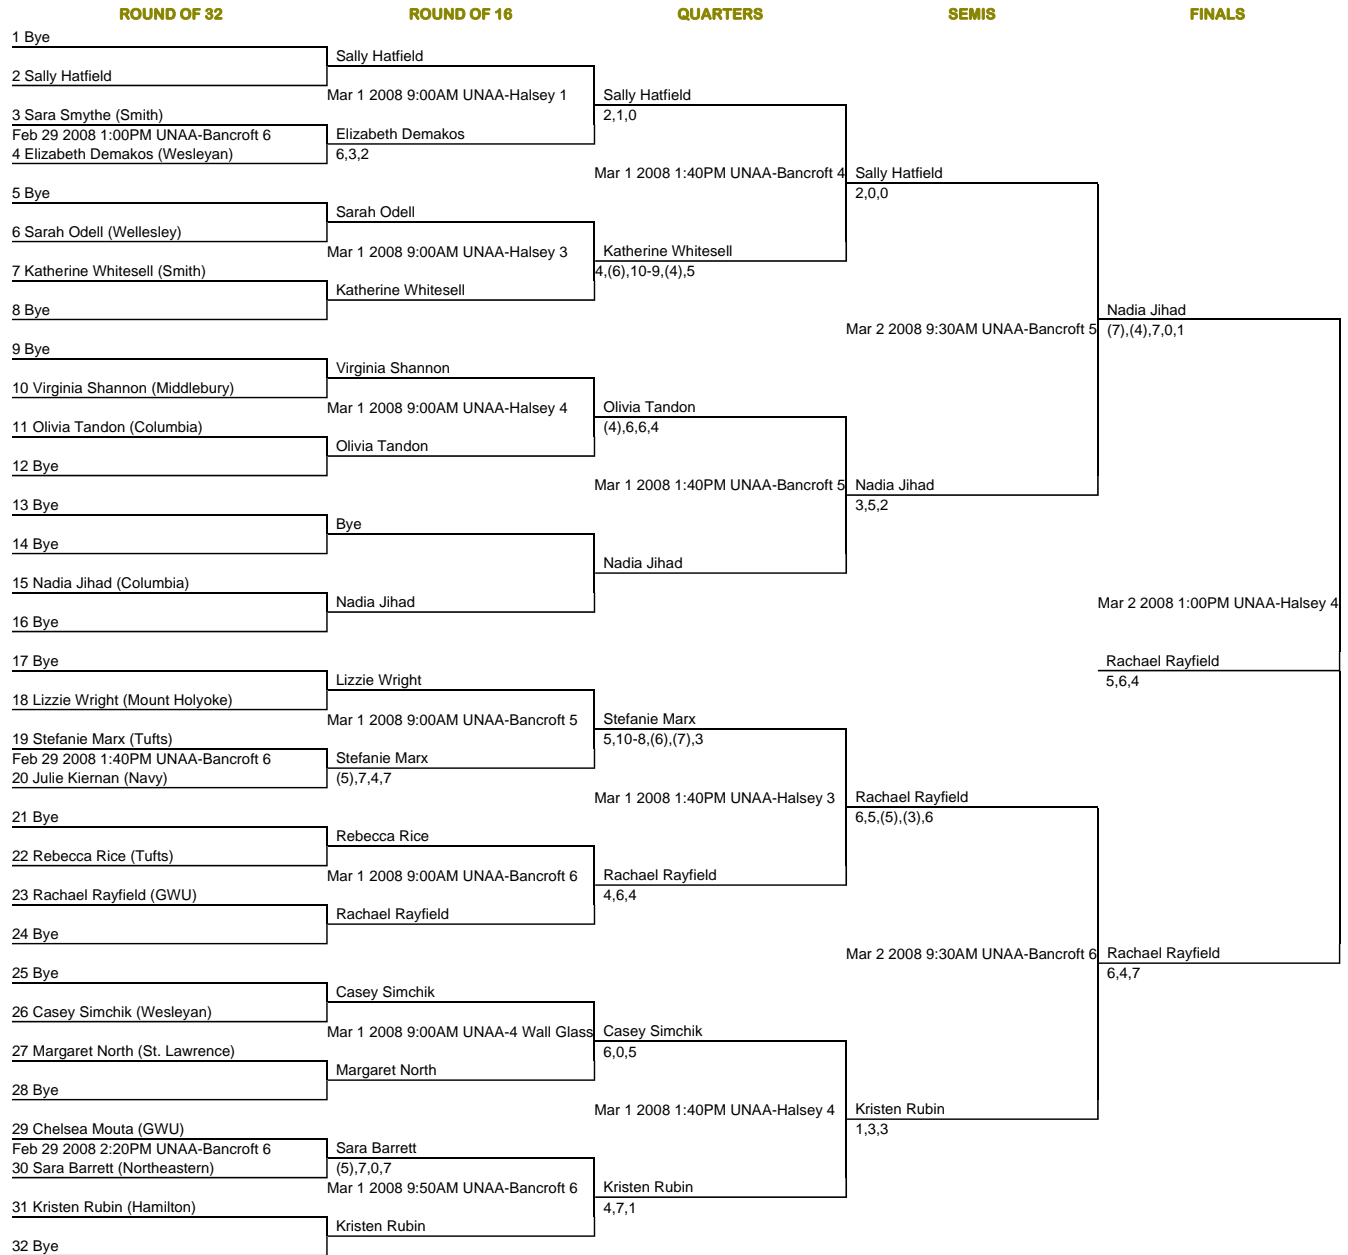 ROUND OF 32
ROUND OF 16
QUARTERS
SEMIS
FINALS
1 Bye
2 Sally Hatfield
3 Sara Smythe (Smith)
Feb 29 2008 1:00PM UNAA-Bancroft 6
4 Elizabeth Demakos (Wesleyan)
5 Bye
6 Sarah Odell (Wellesley)
7 Katherine Whitesell (Smith)
8 Bye
9 Bye
10 Virginia Shannon (Middlebury)
11 Olivia Tandon (Columbia)
12 Bye
13 Bye
14 Bye
15 Nadia Jihad (Columbia)
16 Bye
17 Bye
18 Lizzie Wright (Mount Holyoke)
19 Stefanie Marx (Tufts)
Feb 29 2008 1:40PM UNAA-Bancroft 6
20 Julie Kiernan (Navy)
21 Bye
22 Rebecca Rice (Tufts)
23 Rachael Rayfield (GWU)
24 Bye
25 Bye
26 Casey Simchik (Wesleyan)
27 Margaret North (St. Lawrence)
28 Bye
29 Chelsea Mouta (GWU)
Feb 29 2008 2:20PM UNAA-Bancroft 6
30 Sara Barrett (Northeastern)
31 Kristen Rubin (Hamilton)
32 Bye
Sally Hatfield
Mar 1 2008 9:00AM UNAA-Halsey 1
Elizabeth Demakos
6,3,2
Sarah Odell
Mar 1 2008 9:00AM UNAA-Halsey 3
Katherine Whitesell
Virginia Shannon
Mar 1 2008 9:00AM UNAA-Halsey 4
Olivia Tandon
Bye
Nadia Jihad
Lizzie Wright
Mar 1 2008 9:00AM UNAA-Bancroft 5
Stefanie Marx
(5),7,4,7
Rebecca Rice
Mar 1 2008 9:00AM UNAA-Bancroft 6
Rachael Rayfield
Casey Simchik
Mar 1 2008 9:00AM UNAA-4 Wall Glass
Margaret North
Sara Barrett
(5),7,0,7
Mar 1 2008 9:50AM UNAA-Bancroft 6
Kristen Rubin
Sally Hatfield
2,1,0
Mar 1 2008 1:40PM UNAA-Bancroft 4
Katherine Whitesell
4,(6),10-9,(4),5
Olivia Tandon
(4),6,6,4
Mar 1 2008 1:40PM UNAA-Bancroft 5
Nadia Jihad
Stefanie Marx
5,10-8,(6),(7),3
Mar 1 2008 1:40PM UNAA-Halsey 3
Rachael Rayfield
4,6,4
Casey Simchik
6,0,5
Mar 1 2008 1:40PM UNAA-Halsey 4
Kristen Rubin
4,7,1
Sally Hatfield
2,0,0
Mar 2 2008 9:30AM UNAA-Bancroft 5
Nadia Jihad
3,5,2
Rachael Rayfield
6,5,(5),(3),6
Mar 2 2008 9:30AM UNAA-Bancroft 6
Kristen Rubin
1,3,3
Nadia Jihad
(7),(4),7,0,1
Mar 2 2008 1:00PM UNAA-Halsey 4
Rachael Rayfield
5,6,4
Rachael Rayfield
6,4,7